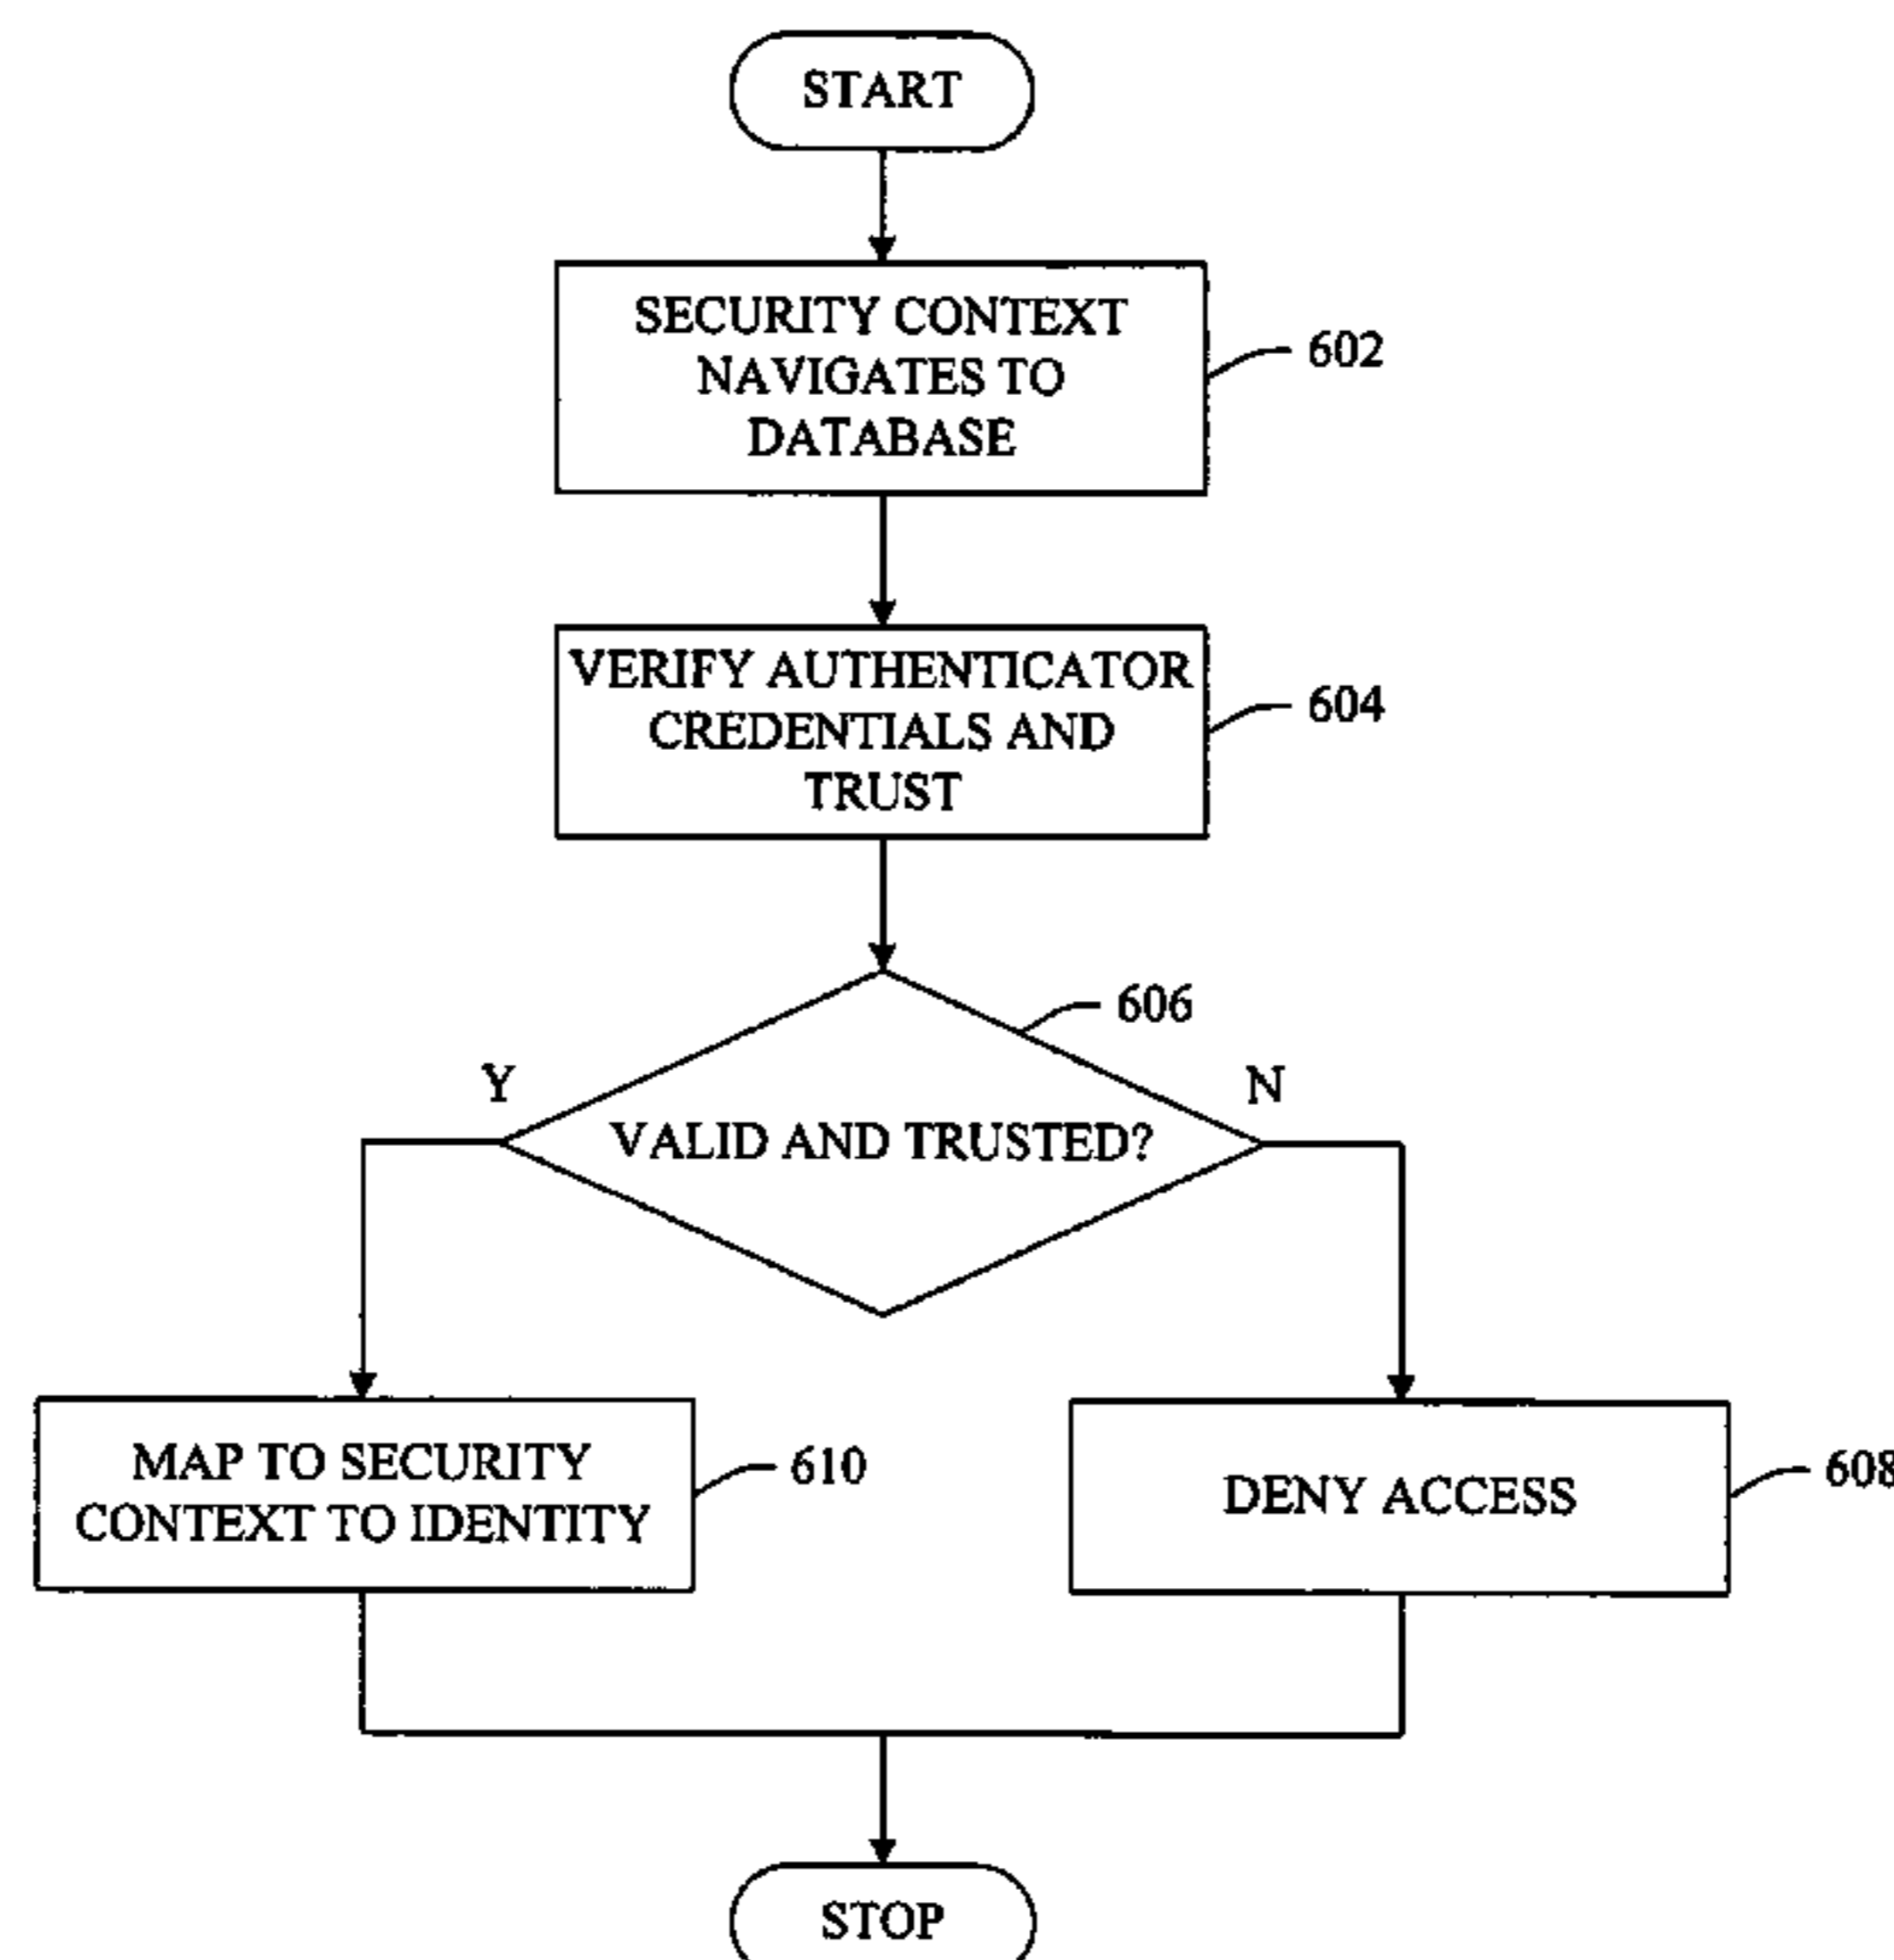 START
SECURITY CONTEXT
NAVIGATES TO
DATABASE
602
VERIFY AUTHENTICATOR
CREDENTIALS AND
TRUST
604
606
Y
N
VALID AND TRUSTED?
MAP TO SECURITY
CONTEXT TO IDENTITY
610
DENY ACCESS
608
STOP